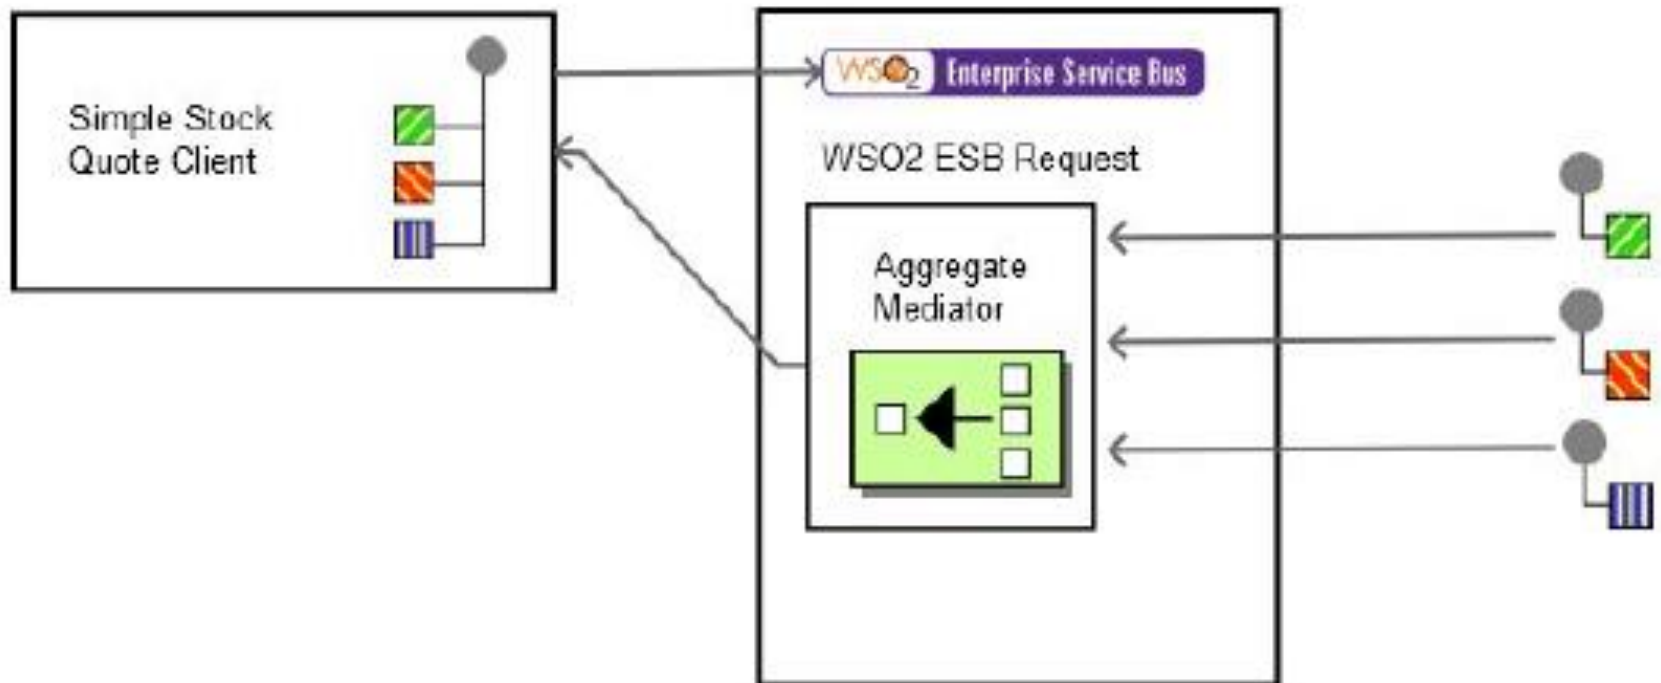 Simple Stock
Quote Client
WSO2 Enterprise Service Bus
WSO2 ESB Request
Aggregate
Mediator